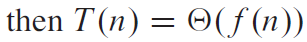 then T(n) = Θ(f(n))